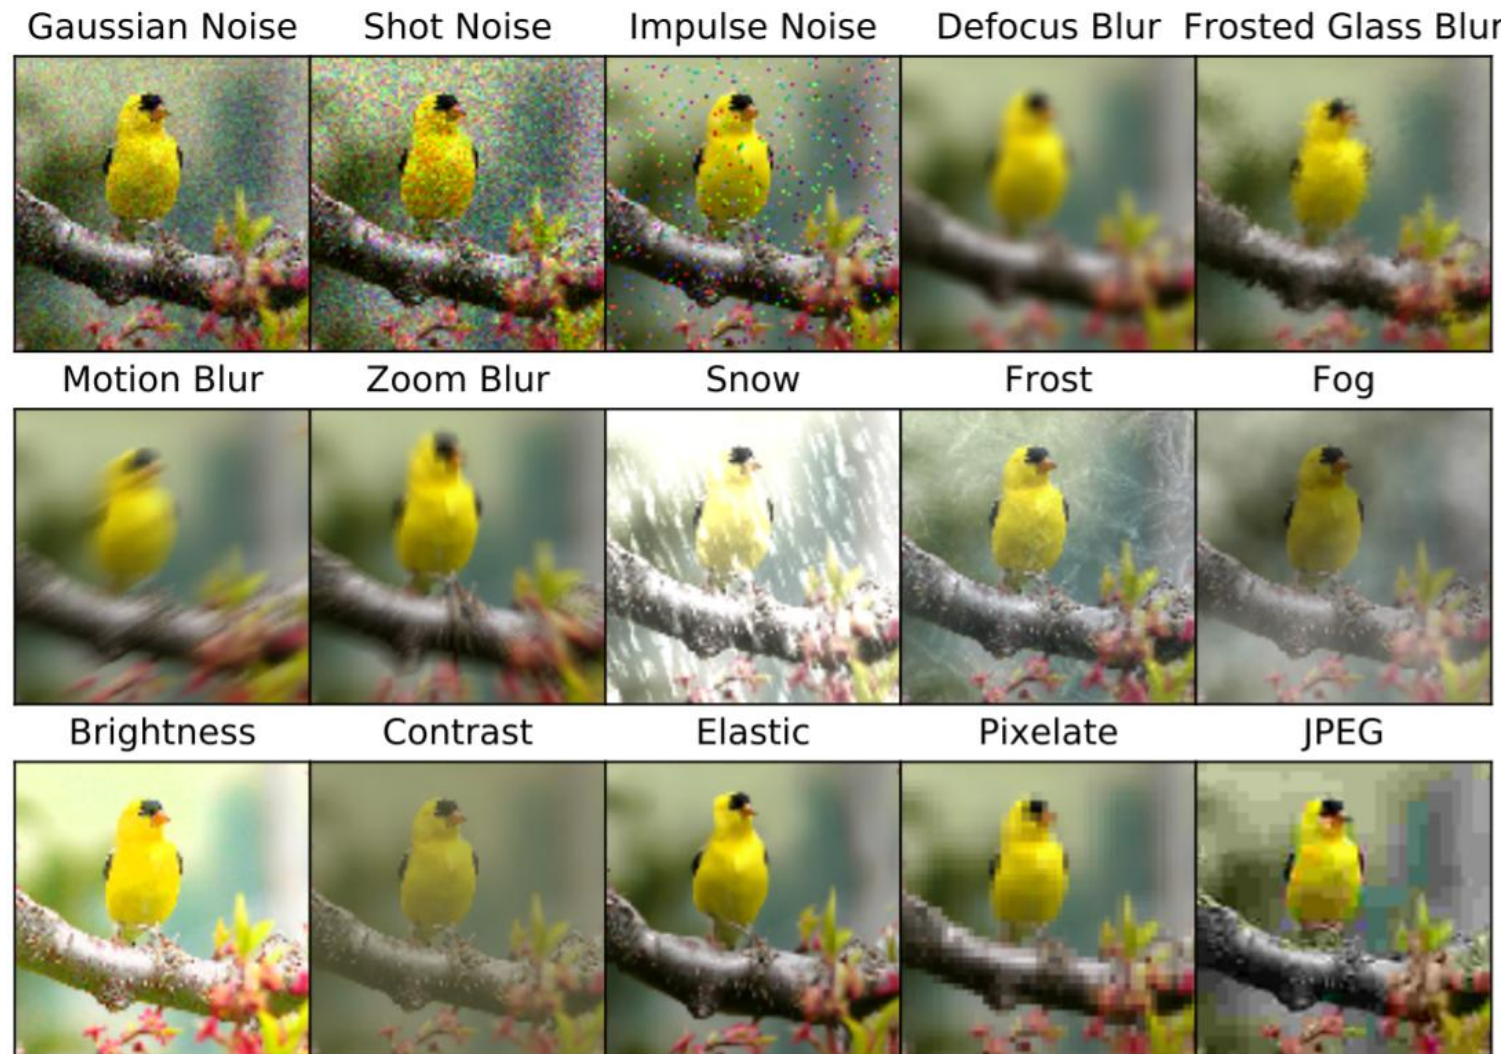 Gaussian Noise Shot Noise Impulse Noise Defocus Blur Frosted Glass Blur
Motion Blur Zoom Blur Snow Frost Fog
Brightness Contrast Elastic Pixelate JPEG